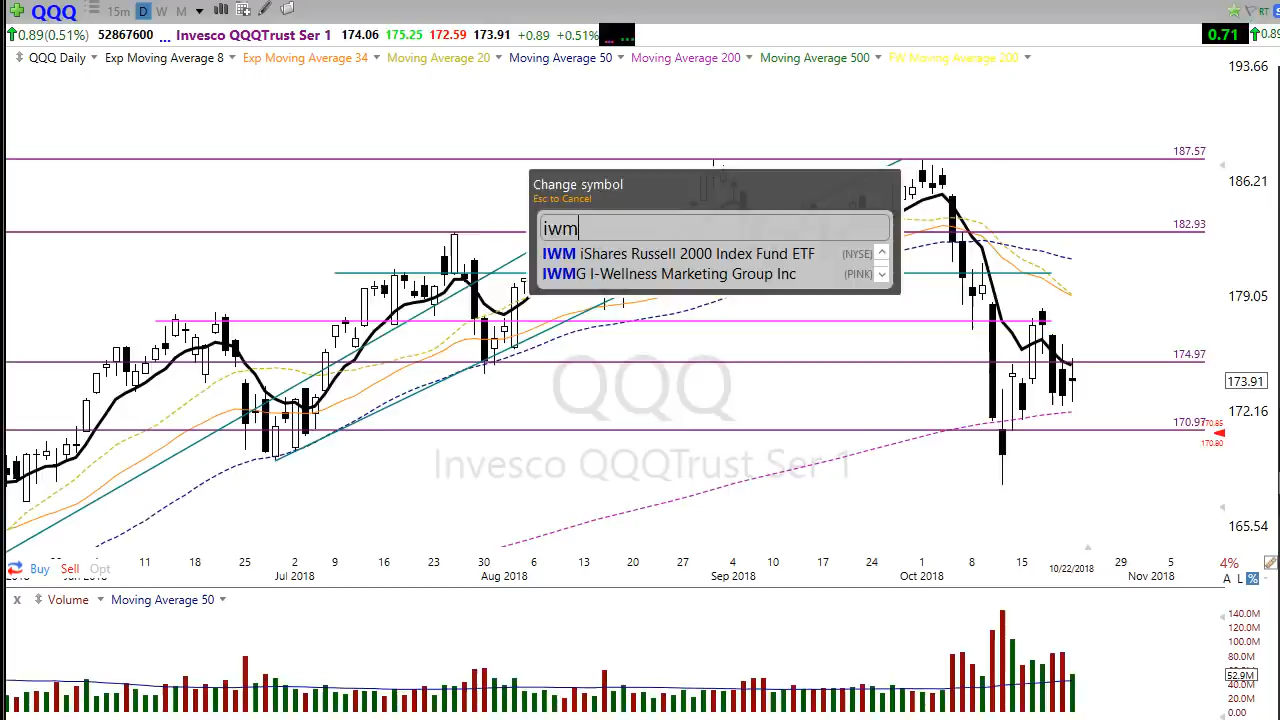 QQQ 15m D W M RT
0.89(0.51%) 52867600 ... Invesco QQQTrust Ser 1 174.06 175.25 172.59 173.91 +0.89 +0.51% 0.71
QQQ Daily Exp Moving Average 8 Exp Moving Average 34 Moving Average 20 Moving Average 50 Moving Average 200 Moving Average 500 FW Moving Average 200
193.66
187.57
186.21
182.93
179.05
174.97
173.91
172.16
170.97
170.85
170.80
165.54
Change symbol
Esc to Cancel
iwm
IWM iShares Russell 2000 Index Fund ETF (NYSE)
IWMG I-Wellness Marketing Group Inc (PINK)
QQQ
Invesco QQQTrust Ser 1
11 18 25 2 9 16 23 30 6 13 20 27 4 10 17 24 1 8 15 29 5
Jul 2018 Aug 2018 Sep 2018 Oct 2018 10/22/2018 Nov 2018
Buy Sell Opt
4%
A L %
x Volume Moving Average 50
140.0M
120.0M
100.0M
80.0M
52.9M
40.0M
20.0M
0.00